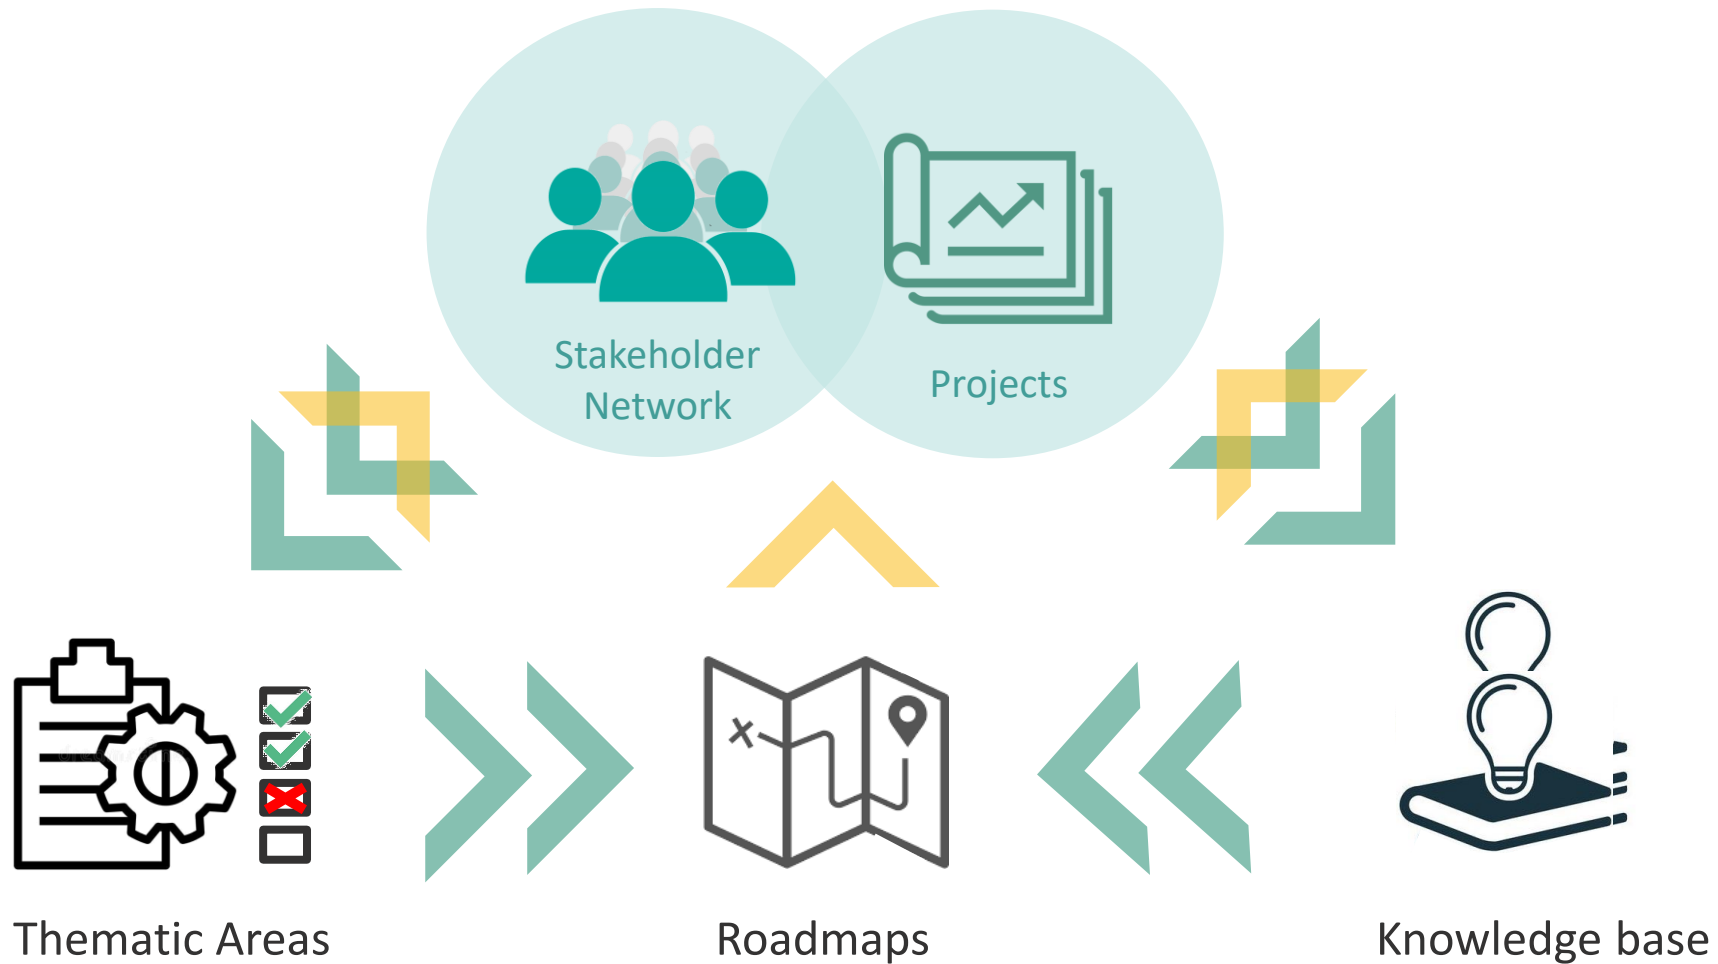 Stakeholder
Network
Projects
Thematic Areas
Roadmaps
Knowledge base